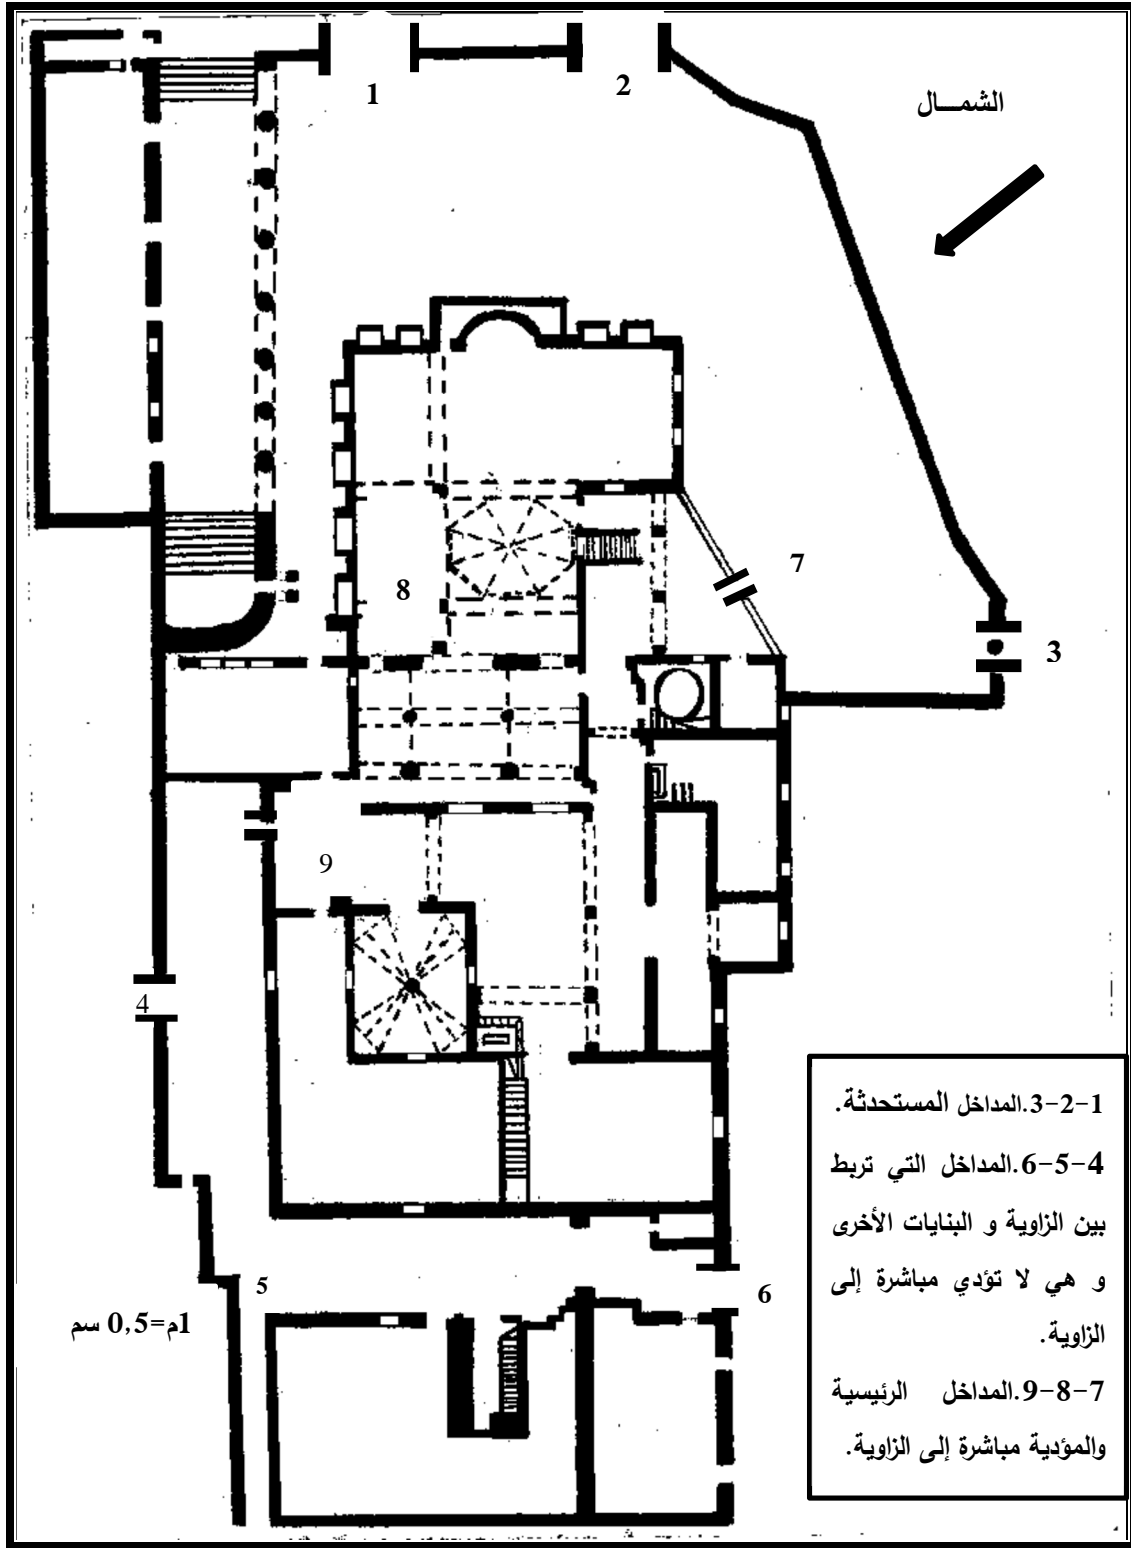 1
2
الشمـــال
3
7
8
9
4
5
6
1م=0,5 سم
1-2-3.المداخل المستحدثة.
4-5-6.المداخل التي تربط
بين الزاوية و البنايات الأخرى
و هي لا تؤدي مباشرة إلى
الزاوية.
7-8-9.المداخل الرئيسية
والمؤدية مباشرة إلى الزاوية.